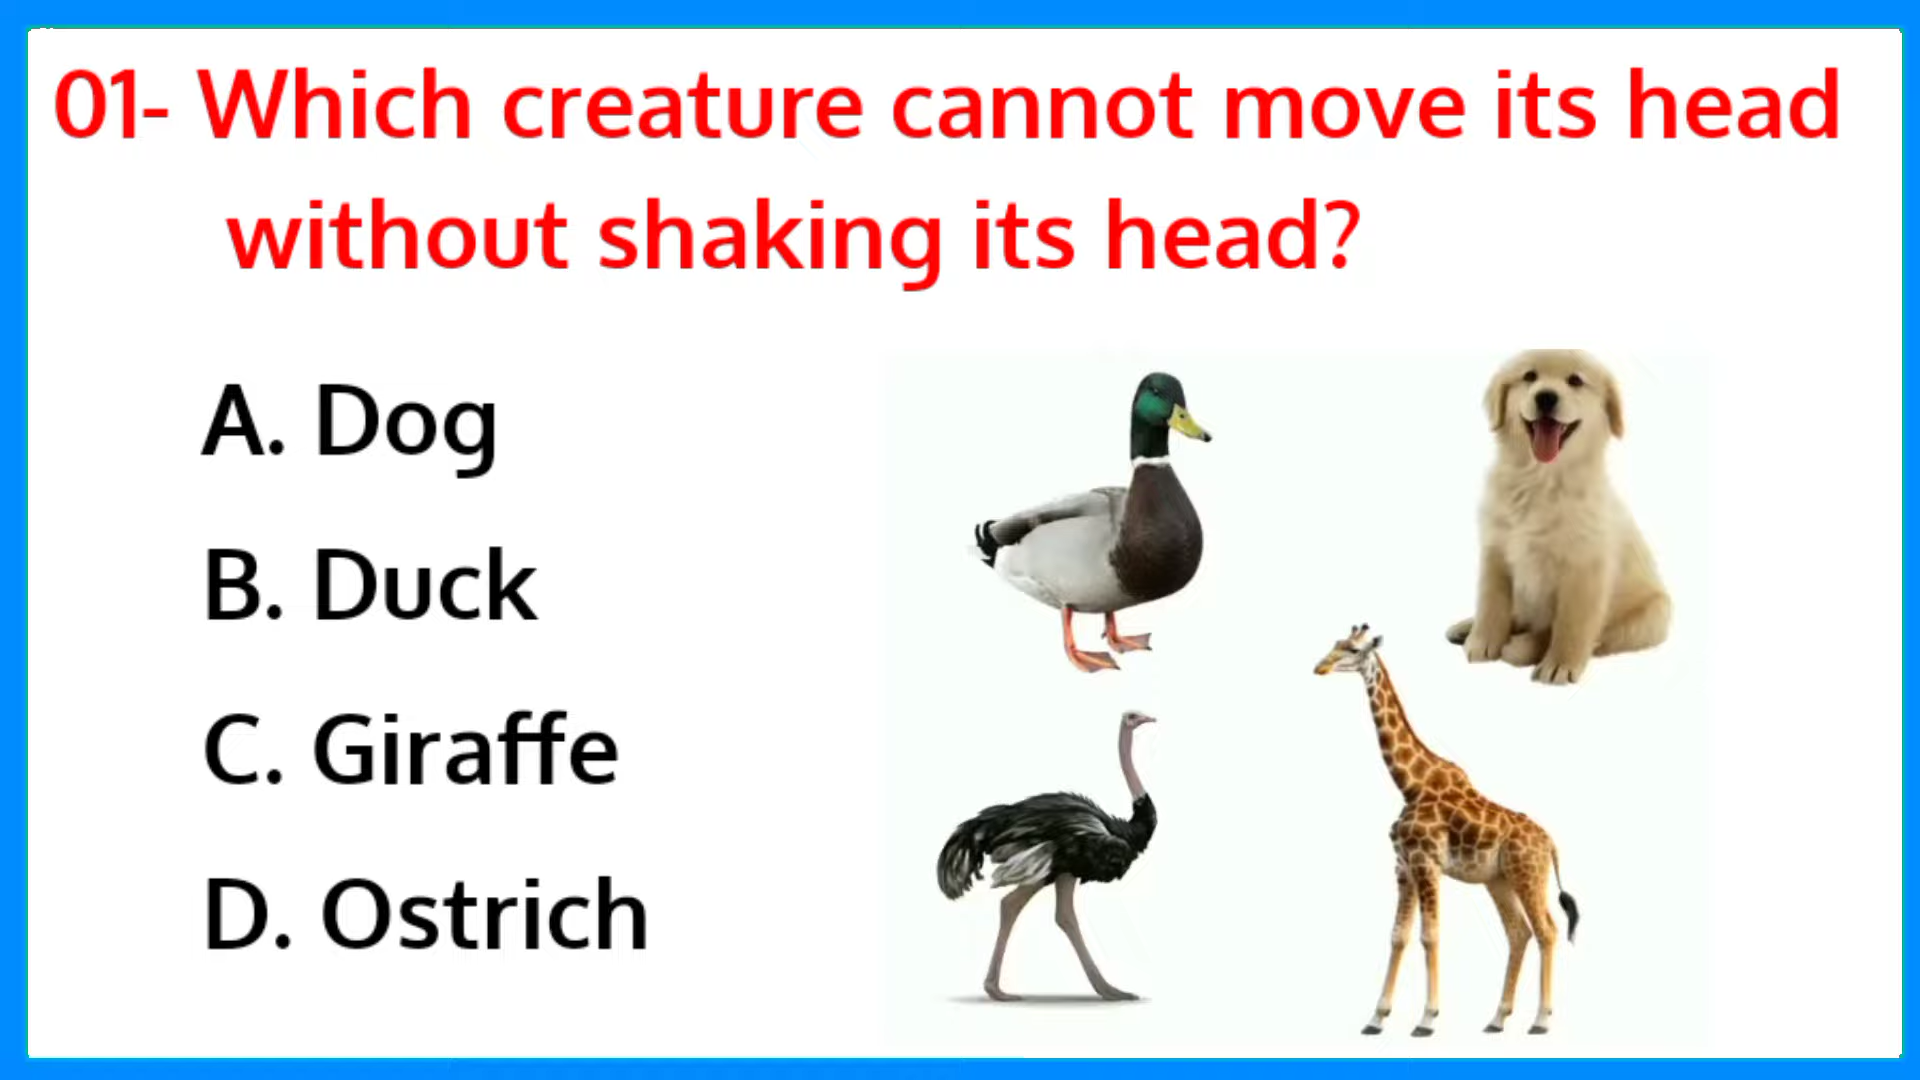 01- Which creature cannot move its head
without shaking its head?
A. Dog
B. Duck
C. Giraffe
D. Ostrich